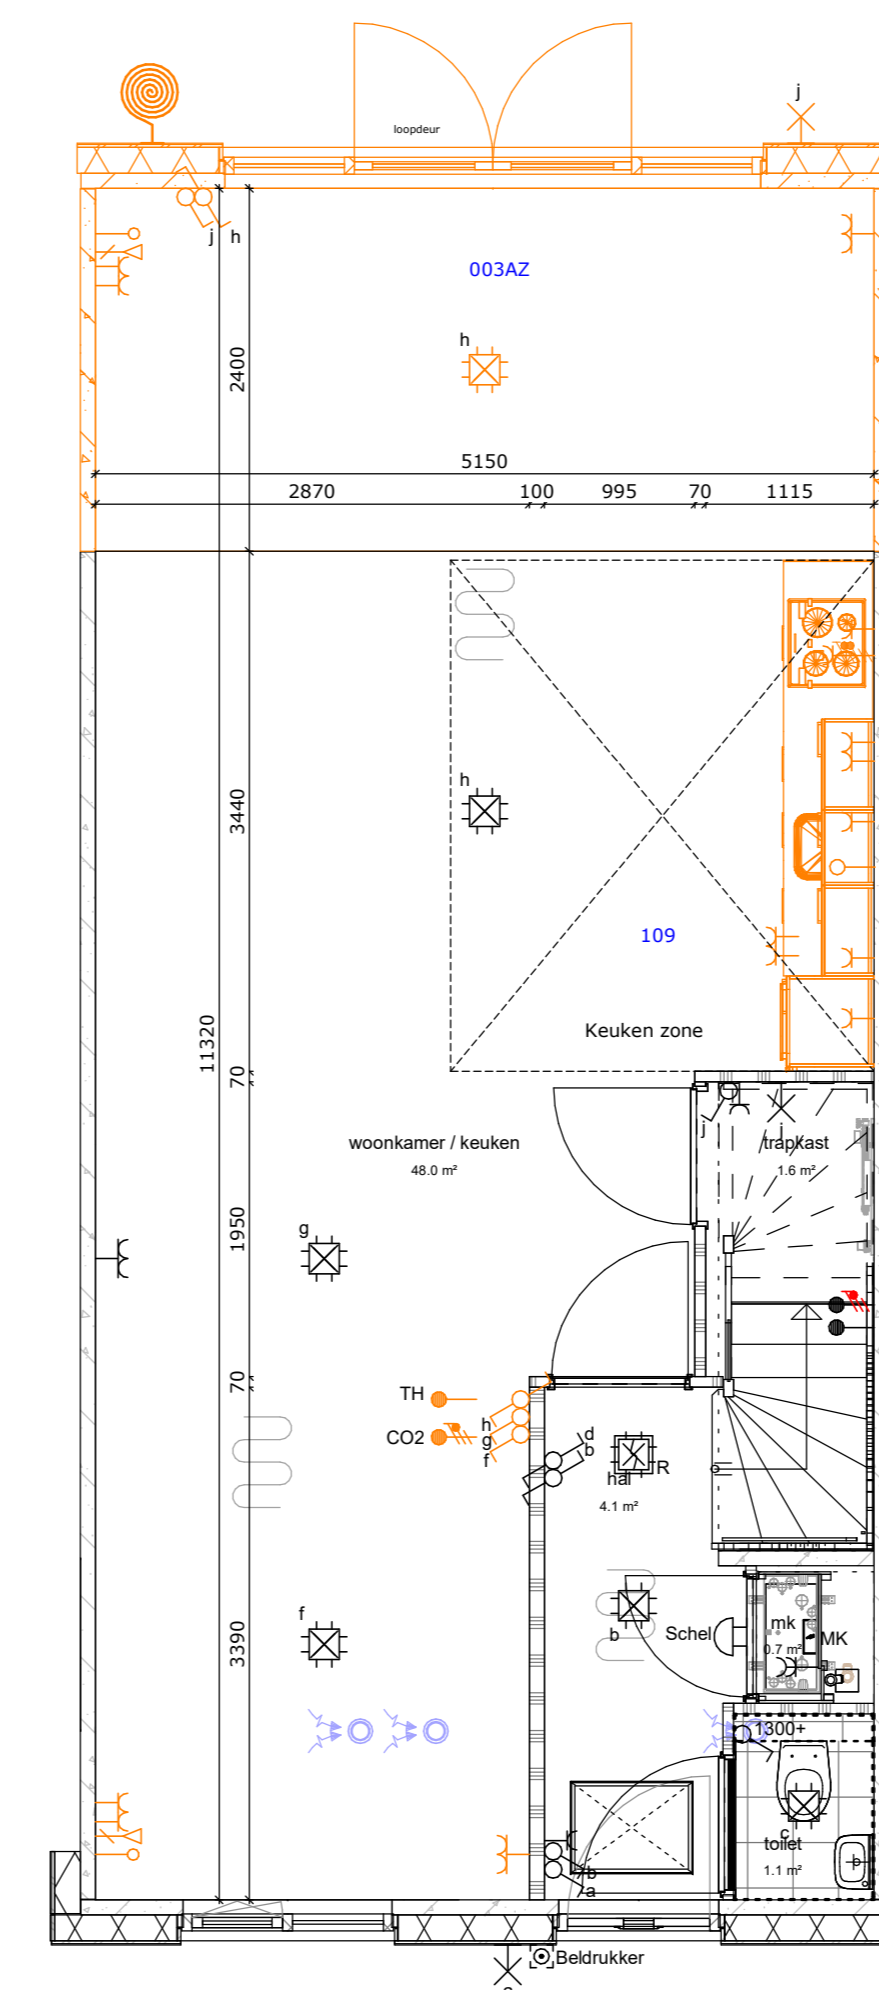 j
loopdeur
j h
003AZ
h
2400
5150
2870 100 995 70 1115
h
3440
109
Keuken zone
11320
70
woonkamer / keuken
48.0 m²
j
j
trapkast
1.6 m²
g
1950
70
TH
CO2
h
g
f
d
b
hal
R
4.1 m²
f
b
Schel
mk
MK
0.7 m²
3390
1300+
c
toilet
1.1 m²
b
a
Beldrukker